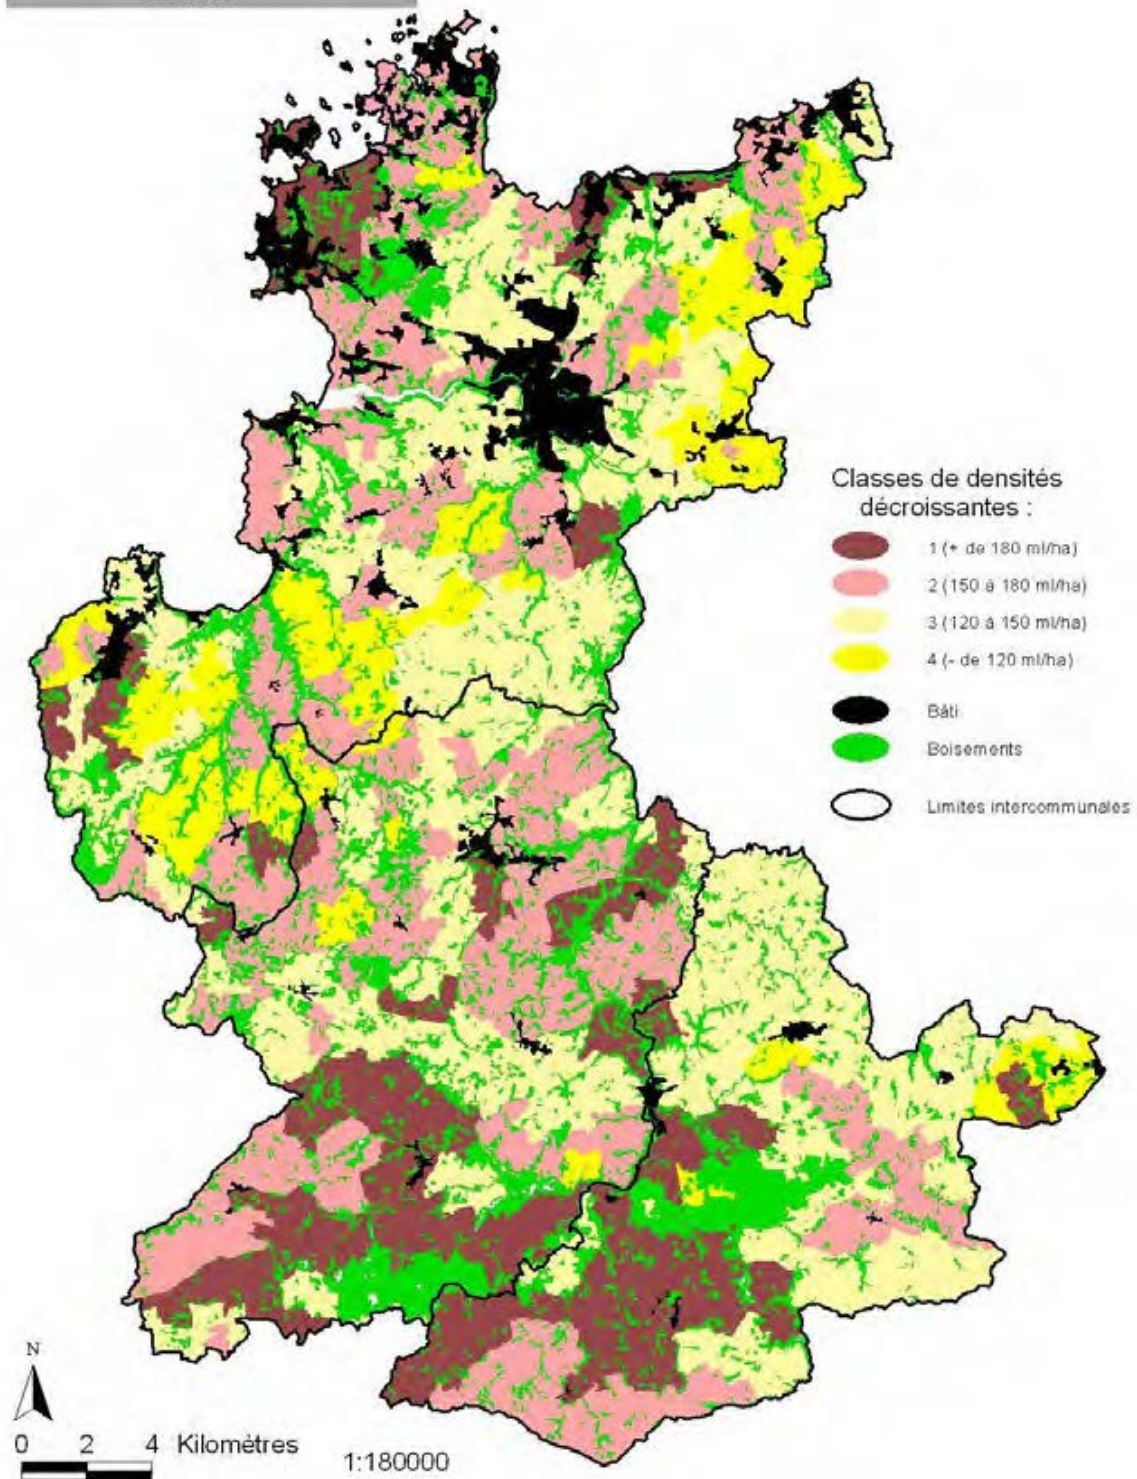 Classes de densités
décroissantes :
1 (+ de 180 ml/ha)
2 (150 à 180 ml/ha)
3 (120 à 150 ml/ha)
4 (- de 120 ml/ha)
Bâti
Boisements
Limites intercommunales
N
0 2 4 Kilomètres
1:180000